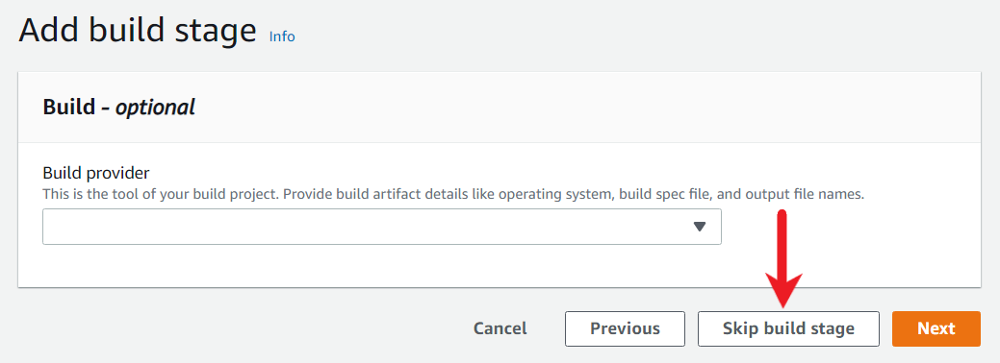 Add build stage Info
Build - optional
Build provider
This is the tool of your build project. Provide build artifact details like operating system, build spec file, and output file names.
Cancel Previous Skip build stage Next